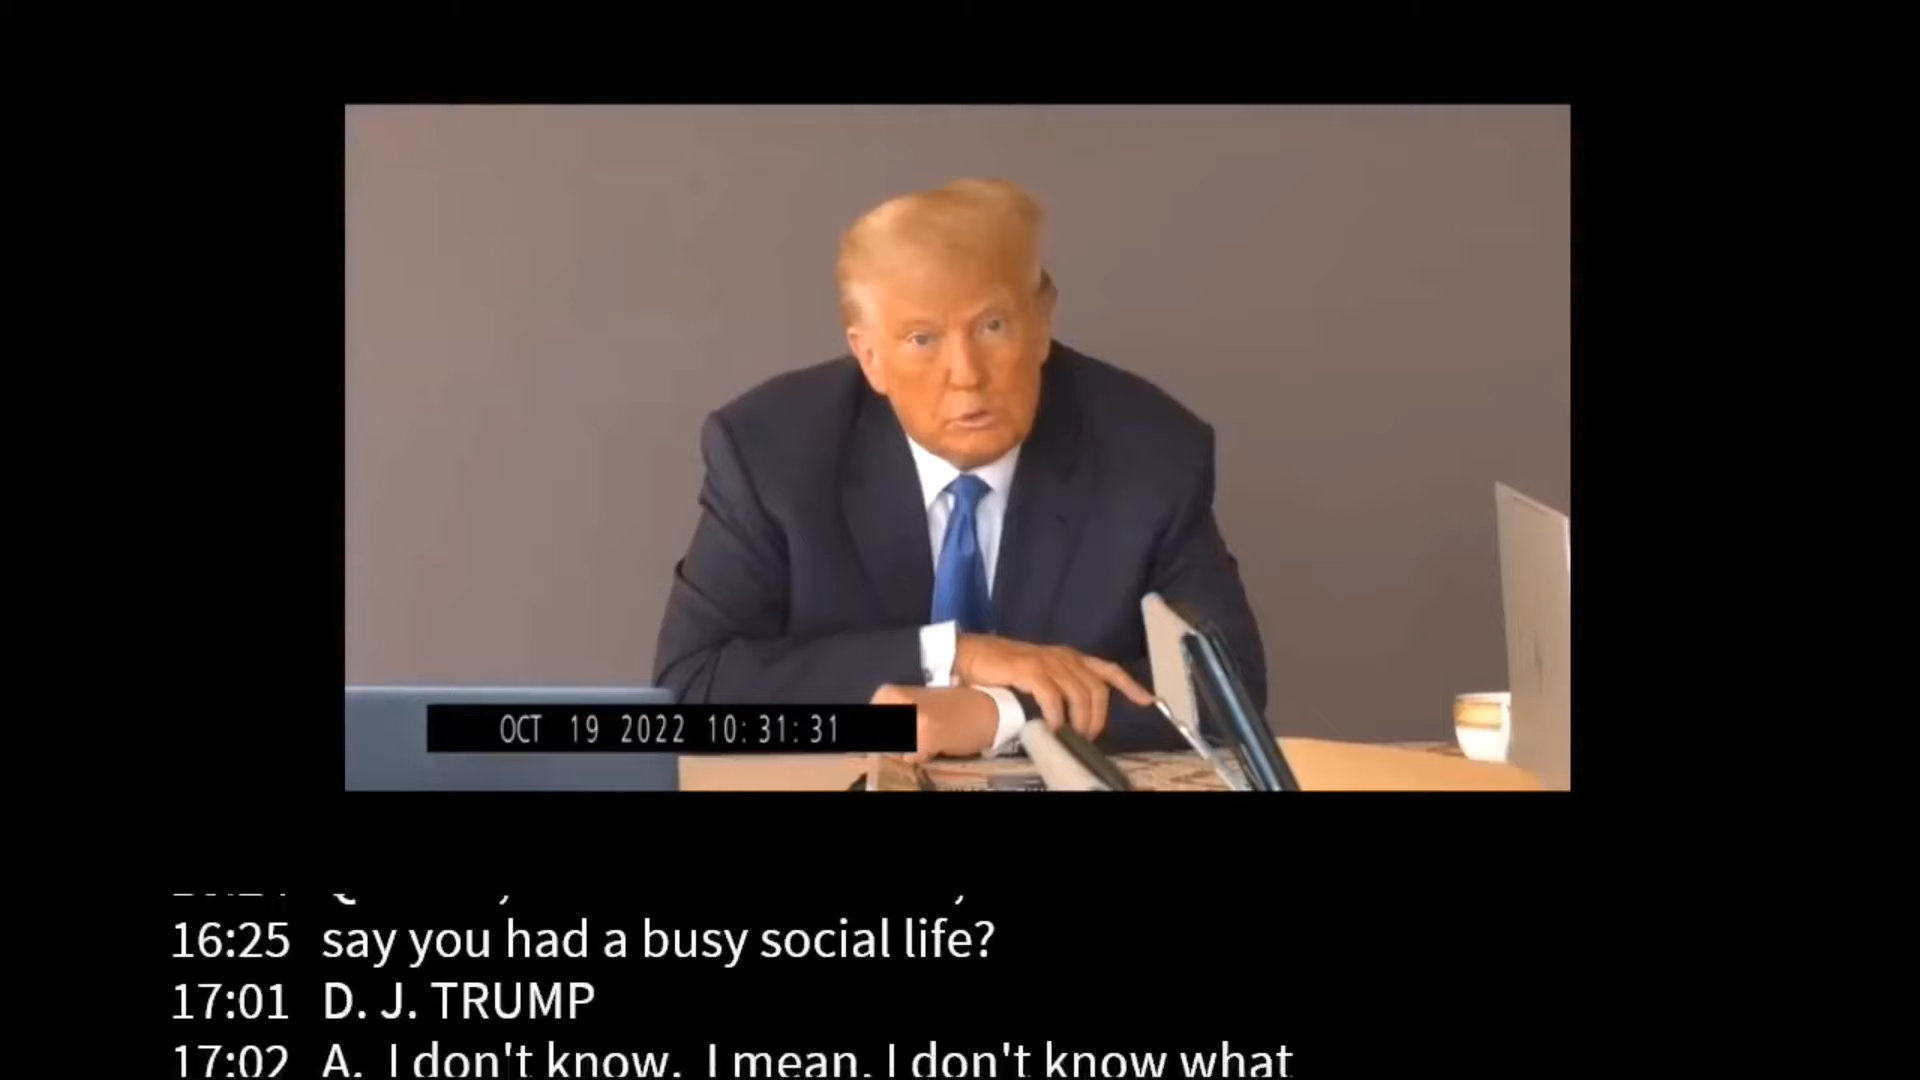 OCT 19 2022 10:31:31
16:25 say you had a busy social life?
17:01 D. J. TRUMP
17:02 A. I don't know. I mean, I don't know what